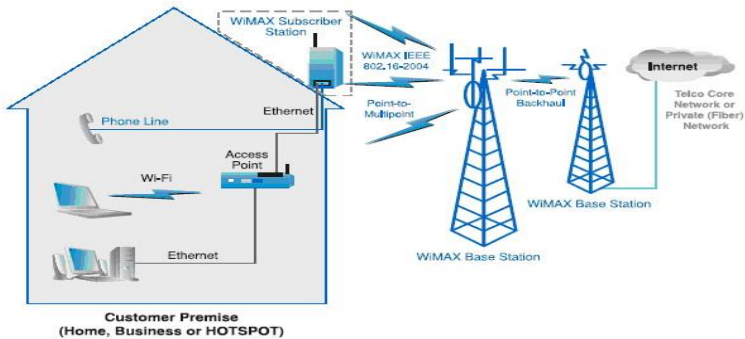 WiMAX Subscriber
Station
WiMAX IEEE
802.16-2004
Internet
Ethernet
Point-to-
Multipoint
Point-to-Point
Backhaul
Telco Core
Network or
Private (Fiber)
Network
Phone Line
Access
Point
Wi-Fi
WiMAX Base Station
Ethernet
WiMAX Base Station
Customer Premise
(Home, Business or HOTSPOT)